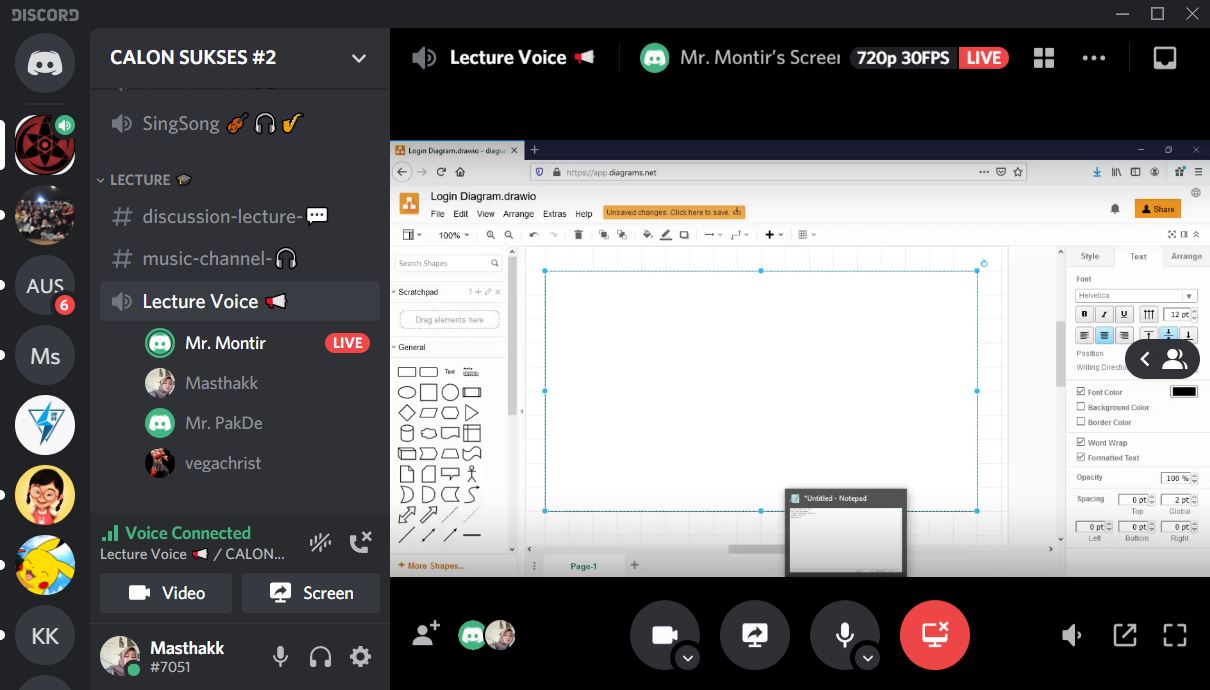 DISCORD
CALON SUKSES #2
SingSong 🎻🎧🎷
LECTURE 🎓
discussion-lecture-💬
music-channel-🎧
Lecture Voice 📢
Mr. Montir
LIVE
Masthakk
Mr. PakDe
vegachrist
AUS
6
Ms
KK
Voice Connected
Lecture Voice 📢 / CALON...
Video
Screen
Masthakk
#7051
Lecture Voice 📢
Mr. Montir's Screen
720p 30FPS
LIVE
Login Diagram.drawio - diagra
https://app.diagrams.net
Login Diagram.drawio
File Edit View Arrange Extras Help
Unsaved changes. Click here to save.
Share
100%
Search Shapes
Scratchpad
Drag elements here
General
Text
+ More Shapes...
Page-1
*Untitled - Notepad
Style Text Arrange
Font
Helvetica
B I U
12 pt
Position
Writing Directio
Font Color
Background Color
Border Color
Word Wrap
Formatted Text
Opacity
100 %
Spacing
0 pt 2 pt
Top Global
0 pt 0 pt 0 pt
Left Bottom Right